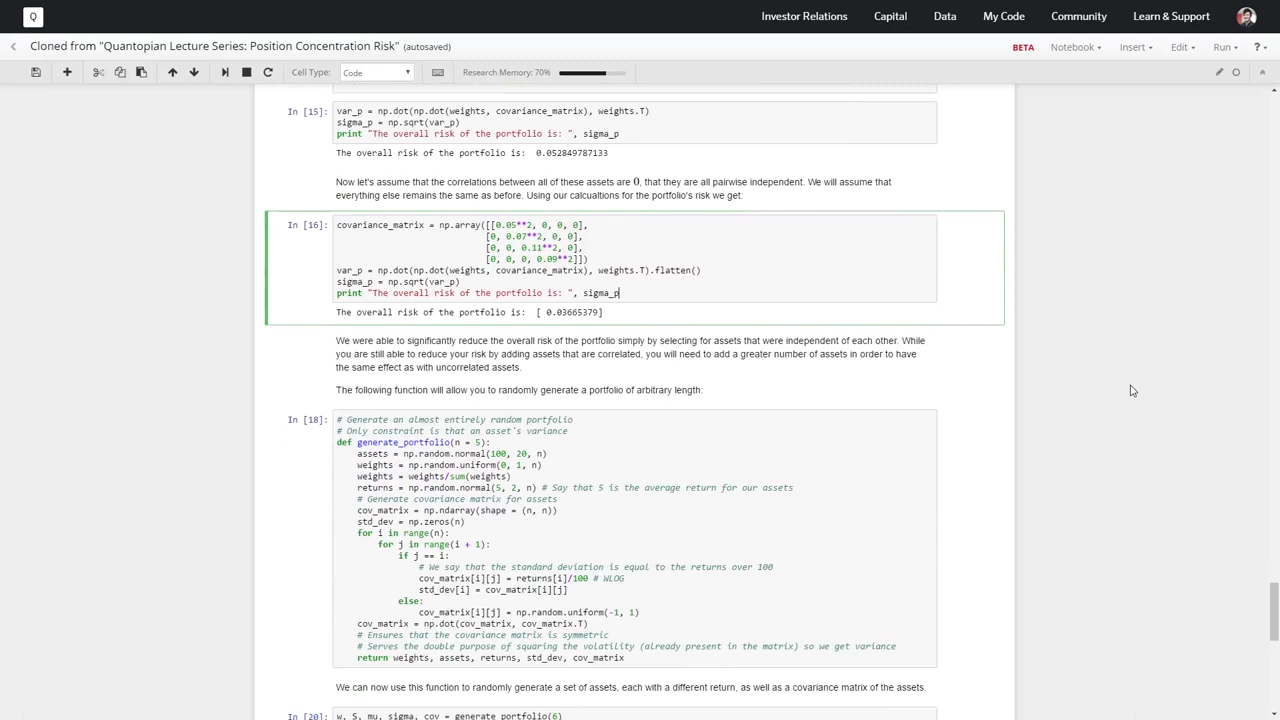 Q
Investor Relations Capital Data My Code Community Learn & Support
Cloned from "Quantopian Lecture Series: Position Concentration Risk" (autosaved)
BETA Notebook Insert Edit Run ?
Cell Type: Code Research Memory: 70%
In [15]: var_p = np.dot(np.dot(weights, covariance_matrix), weights.T)
sigma_p = np.sqrt(var_p)
print "The overall risk of the portfolio is: ", sigma_p
The overall risk of the portfolio is:  0.052849787133
Now let's assume that the correlations between all of these assets are 0, that they are all pairwise independent. We will assume that
everything else remains the same as before. Using our calcualtions for the portfolio's risk we get:
In [16]: covariance_matrix = np.array([[0.05**2, 0, 0, 0],
[0, 0.07**2, 0, 0],
[0, 0, 0.11**2, 0],
[0, 0, 0, 0.09**2]])
var_p = np.dot(np.dot(weights, covariance_matrix), weights.T).flatten()
sigma_p = np.sqrt(var_p)
print "The overall risk of the portfolio is: ", sigma_p
The overall risk of the portfolio is:  [ 0.03665379]
We were able to significantly reduce the overall risk of the portfolio simply by selecting for assets that were independent of each other. While
you are still able to reduce your risk by adding assets that are correlated, you will need to add a greater number of assets in order to have
the same effect as with uncorrelated assets.
The following function will allow you to randomly generate a portfolio of arbitrary length:
In [18]: # Generate an almost entirely random portfolio
# Only constraint is that an asset's variance
def generate_portfolio(n = 5):
assets = np.random.normal(100, 20, n)
weights = np.random.uniform(0, 1, n)
weights = weights/sum(weights)
returns = np.random.normal(5, 2, n) # Say that 5 is the average return for our assets
# Generate covariance matrix for assets
cov_matrix = np.ndarray(shape = (n, n))
std_dev = np.zeros(n)
for i in range(n):
for j in range(i + 1):
if j == i:
# We say that the standard deviation is equal to the returns over 100
cov_matrix[i][j] = returns[i]/100 # WLOG
std_dev[i] = cov_matrix[i][j]
else:
cov_matrix[i][j] = np.random.uniform(-1, 1)
cov_matrix = np.dot(cov_matrix, cov_matrix.T)
# Ensures that the covariance matrix is symmetric
# Serves the double purpose of squaring the volatility (already present in the matrix) so we get variance
return weights, assets, returns, std_dev, cov_matrix
We can now use this function to randomly generate a set of assets, each with a different return, as well as a covariance matrix of the assets.
In [20]: w, S, mu, sigma, cov = generate_portfolio(6)